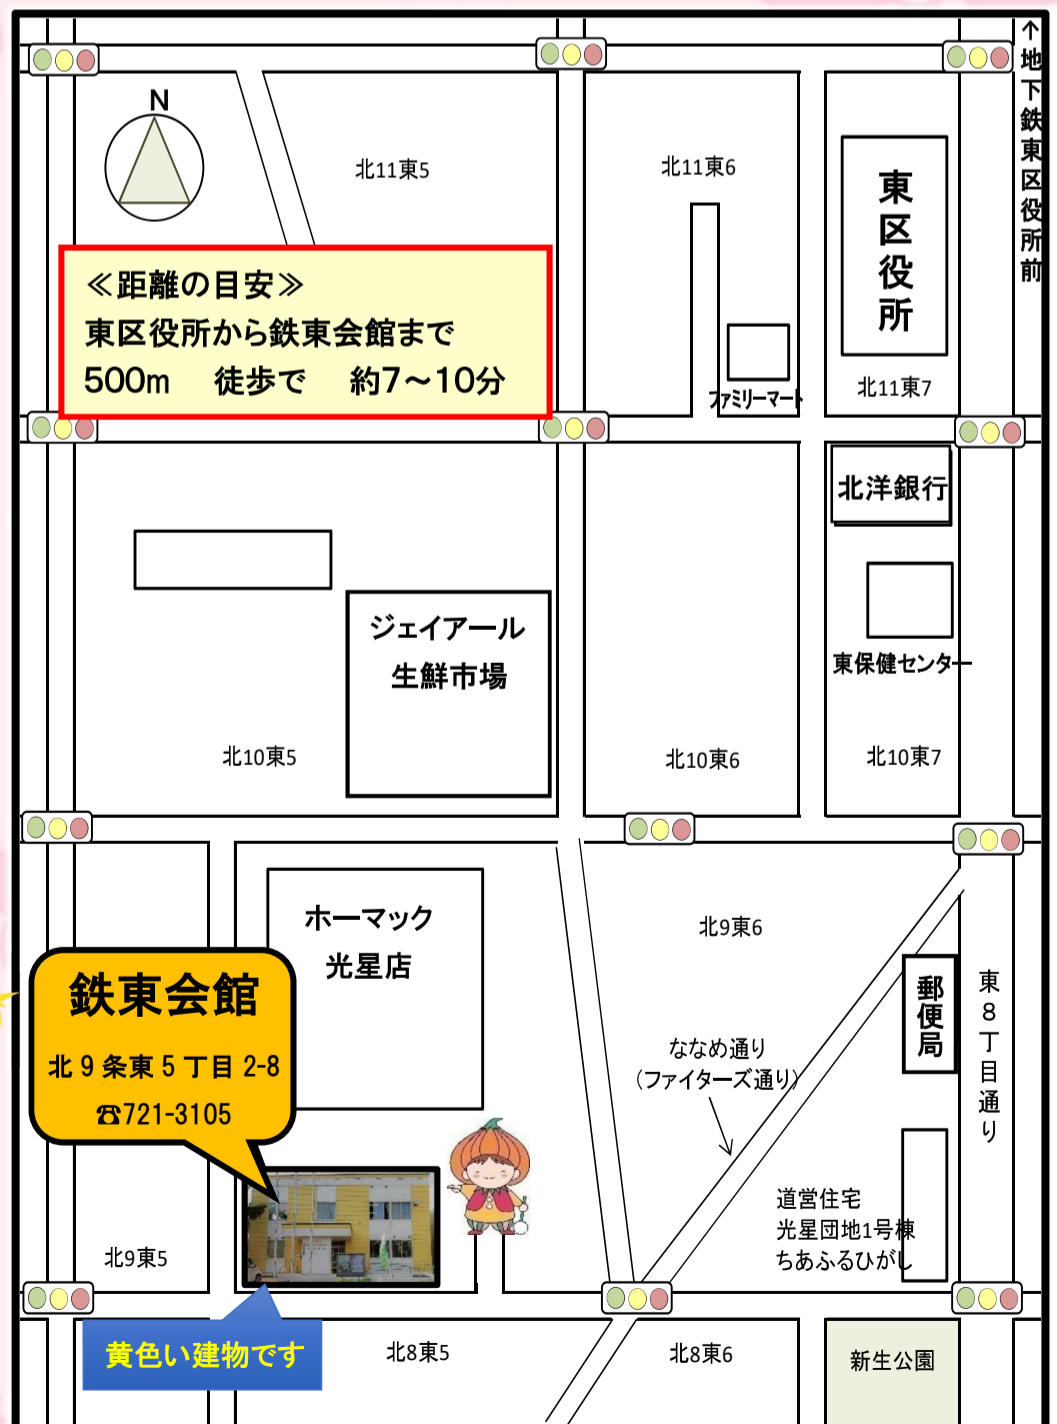 N
北11東5
北11東6
東区役所
↑地下鉄東区役所前
≪距離の目安≫
東区役所から鉄東会館まで
500m 徒歩で 約7～10分
ファミリーマート
北11東7
北洋銀行
東保健センター
ジェイアール
生鮮市場
北10東5
北10東6
北10東7
ホーマック
光星店
北9東6
郵便局
東8丁目通り
鉄東会館
北9条東5丁目2-8
☎721-3105
ななめ通り
(ファイターズ通り)
道営住宅
光星団地1号棟
ちあふるひがし
北9東5
黄色い建物です
北8東5
北8東6
新生公園